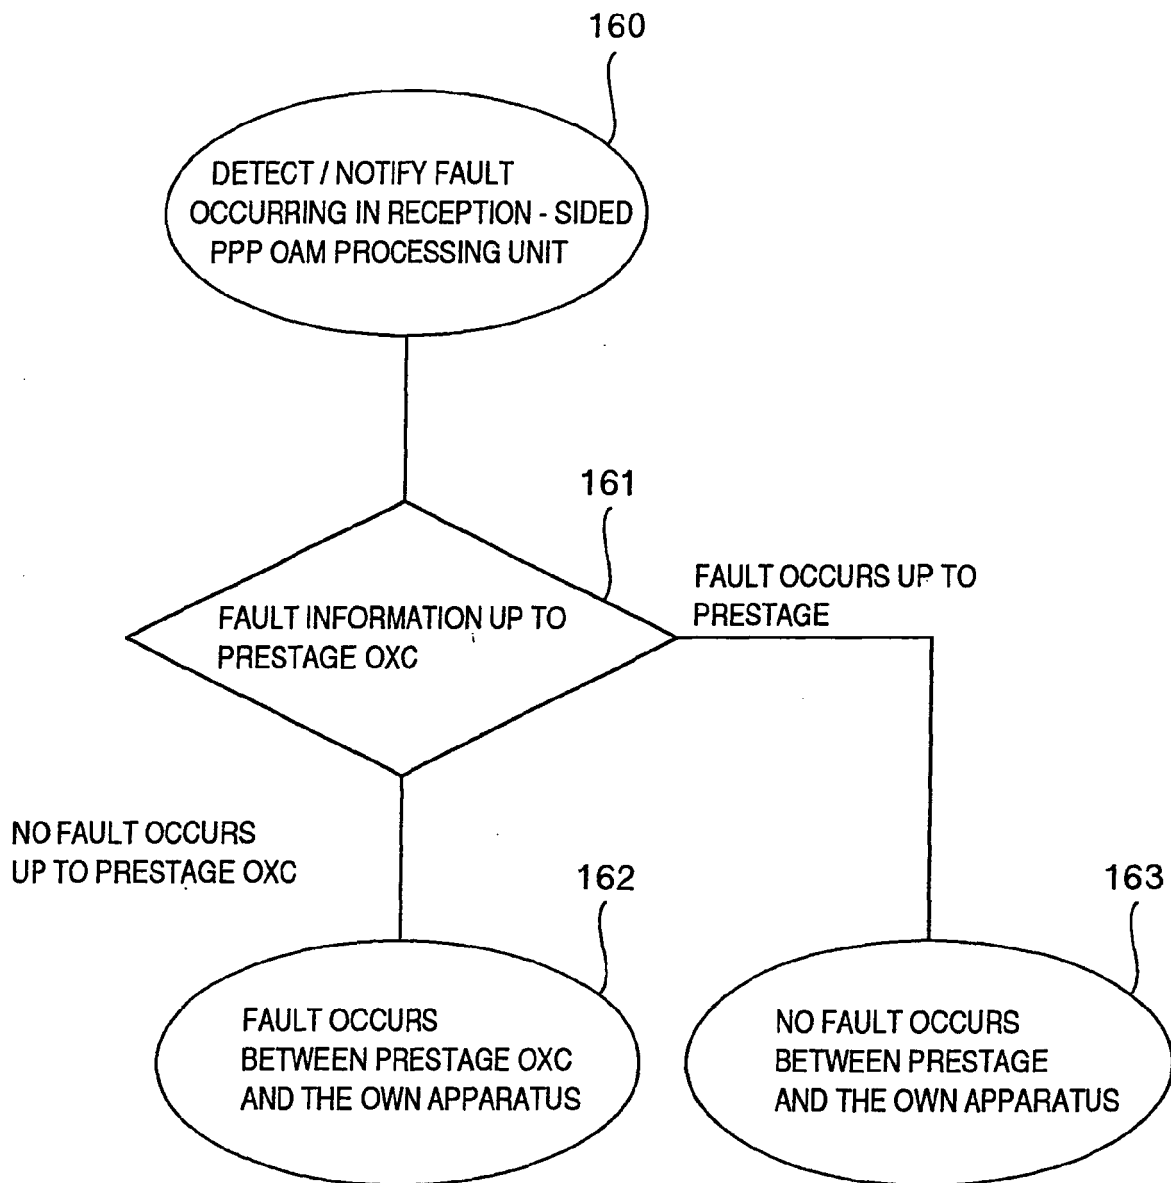 160
DETECT / NOTIFY FAULT
OCCURRING IN RECEPTION - SIDED
PPP OAM PROCESSING UNIT
161
FAULT INFORMATION UP TO
PRESTAGE OXC
FAULT OCCURS UP TO
PRESTAGE
NO FAULT OCCURS
UP TO PRESTAGE OXC
162
FAULT OCCURS
BETWEEN PRESTAGE OXC
AND THE OWN APPARATUS
163
NO FAULT OCCURS
BETWEEN PRESTAGE
AND THE OWN APPARATUS